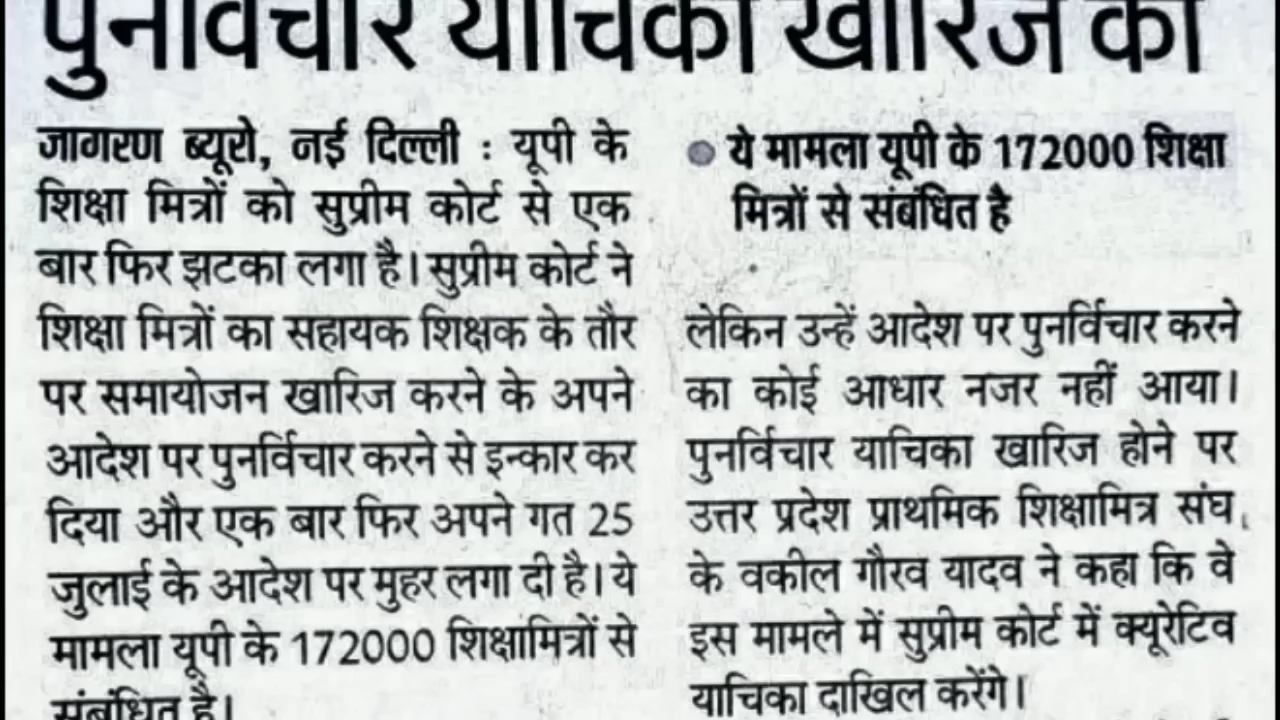 पुनर्विचार याचिका खारिज की
जागरण ब्यूरो, नई दिल्ली : यूपी के
शिक्षा मित्रों को सुप्रीम कोर्ट से एक
बार फिर झटका लगा है। सुप्रीम कोर्ट ने
शिक्षा मित्रों का सहायक शिक्षक के तौर
पर समायोजन खारिज करने के अपने
आदेश पर पुनर्विचार करने से इन्कार कर
दिया और एक बार फिर अपने गत 25
जुलाई के आदेश पर मुहर लगा दी है। ये
मामला यूपी के 172000 शिक्षामित्रों से
संबंधित है।
● ये मामला यूपी के 172000 शिक्षा
मित्रों से संबंधित है
लेकिन उन्हें आदेश पर पुनर्विचार करने
का कोई आधार नजर नहीं आया।
पुनर्विचार याचिका खारिज होने पर
उत्तर प्रदेश प्राथमिक शिक्षामित्र संघ
के वकील गौरव यादव ने कहा कि वे
इस मामले में सुप्रीम कोर्ट में क्यूरेटिव
याचिका दाखिल करेंगे।